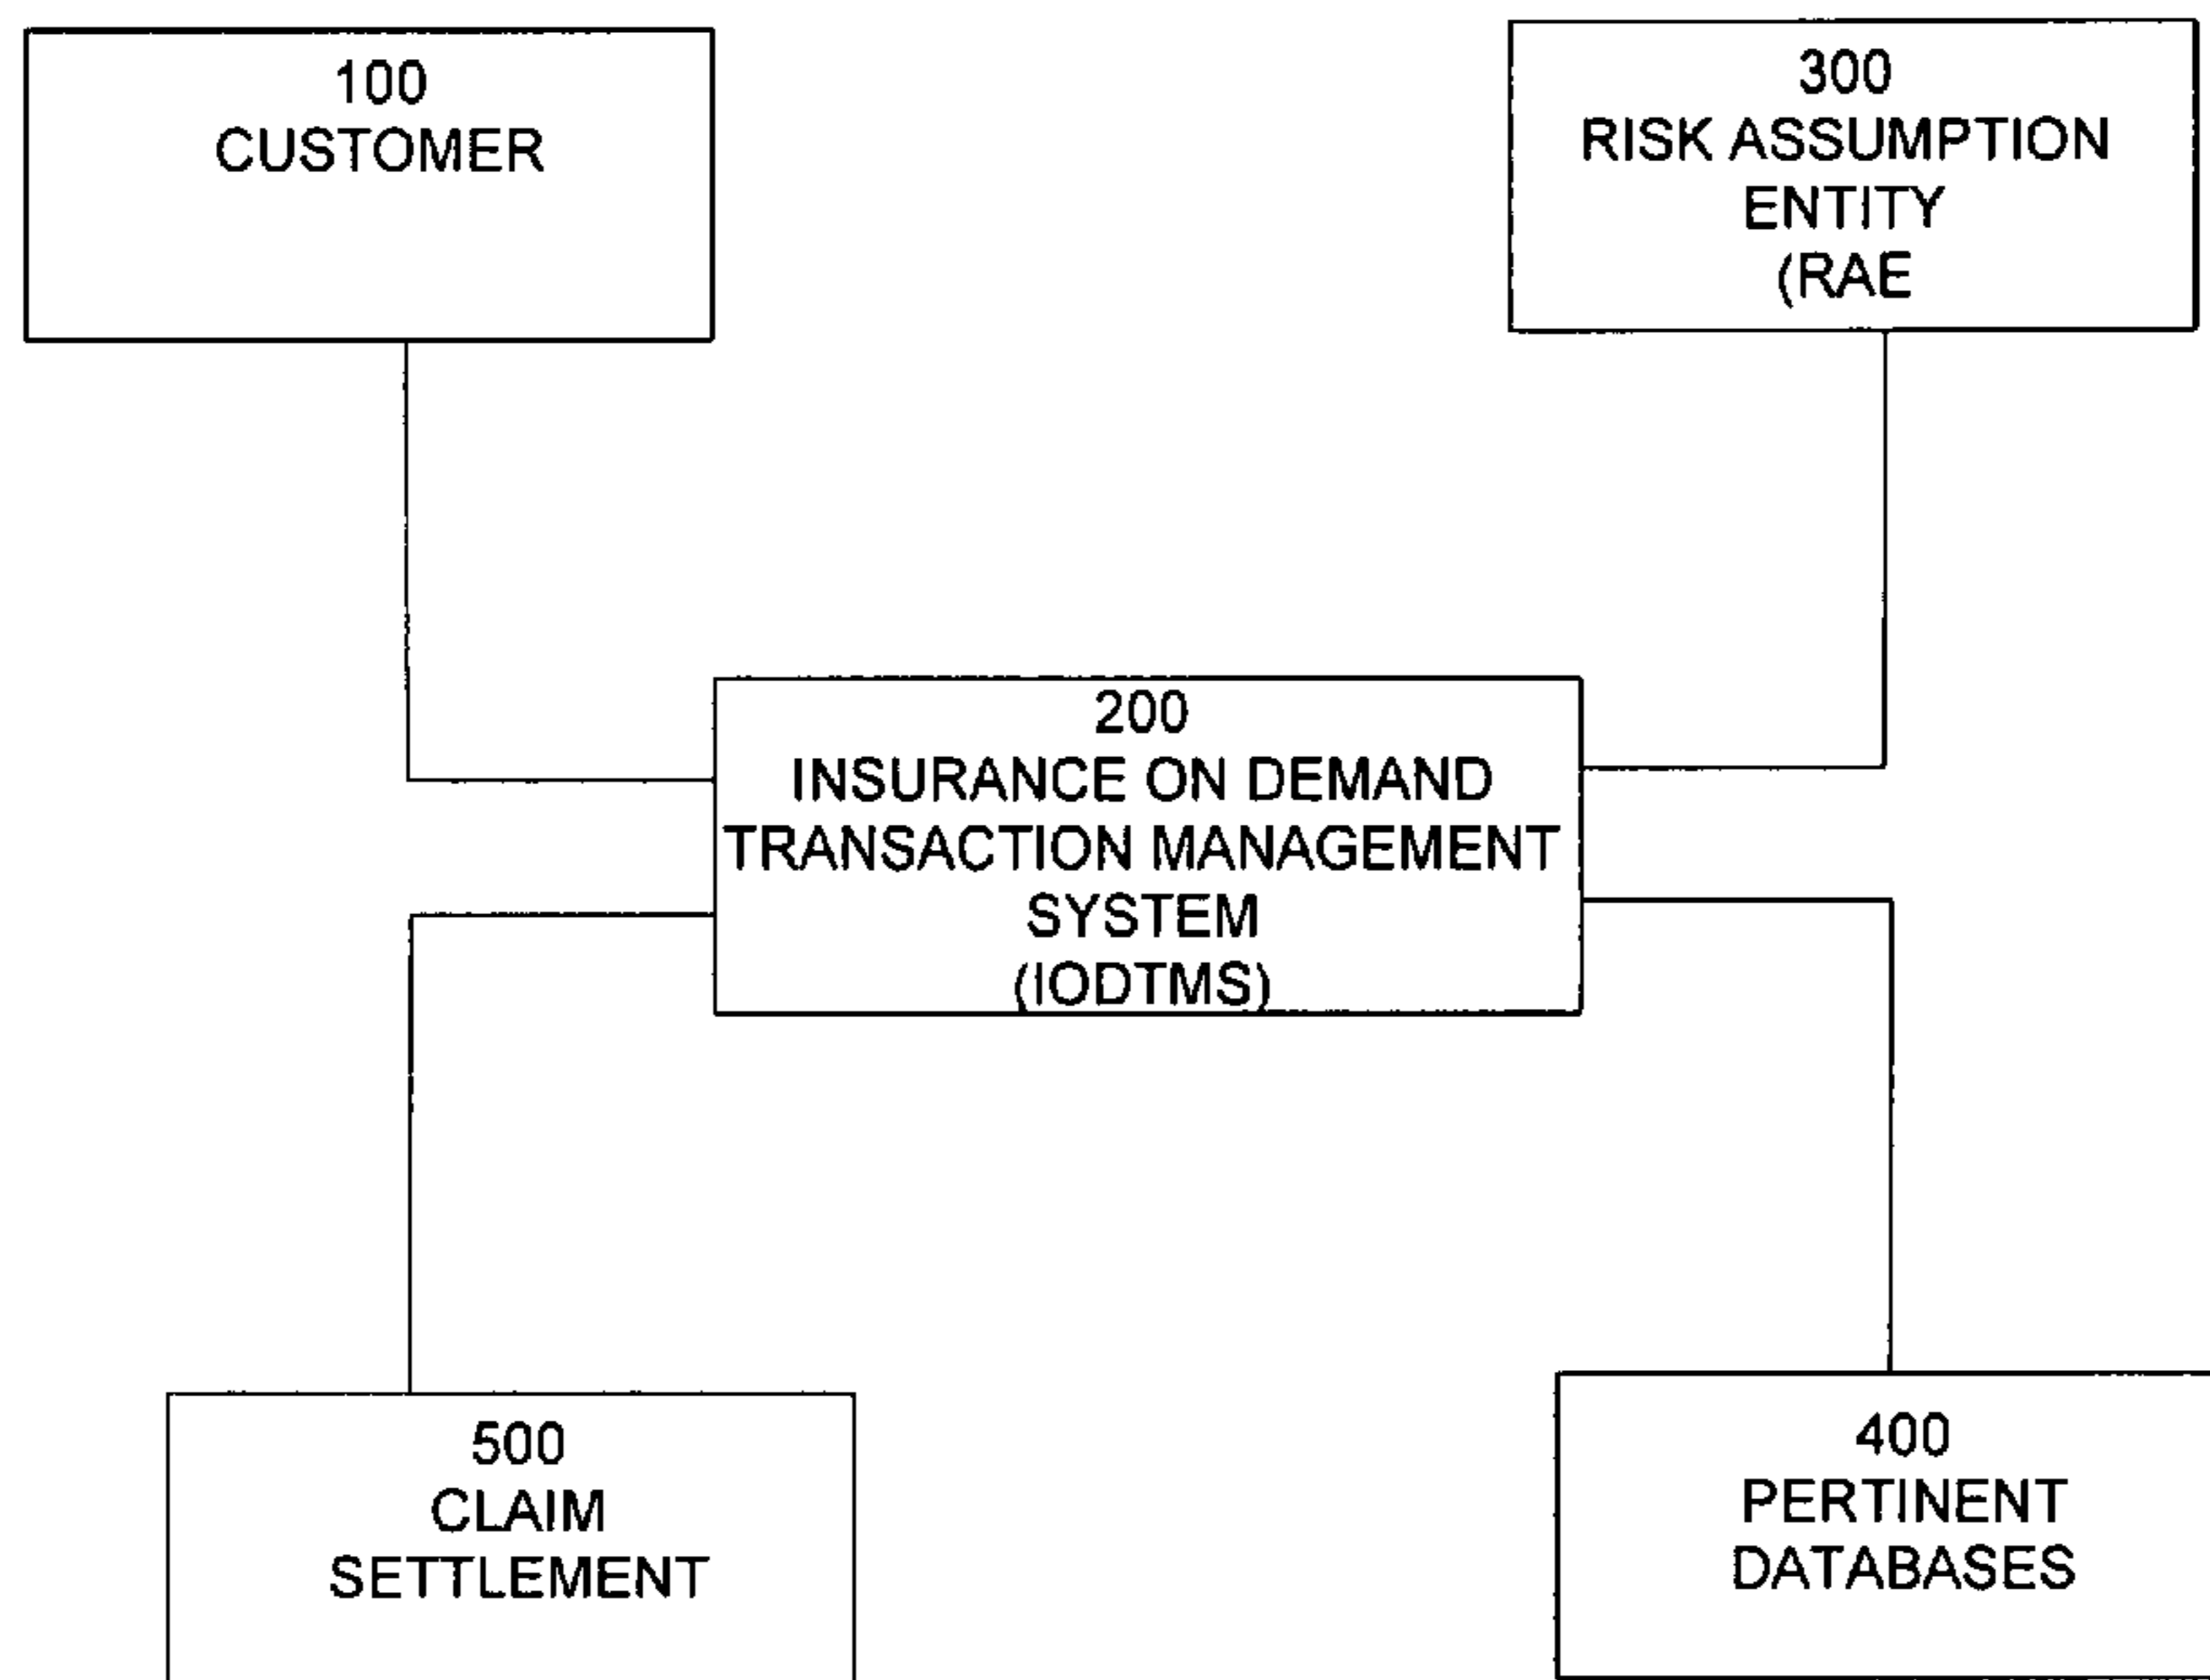 100
CUSTOMER
300
RISK ASSUMPTION
ENTITY
(RAE
200
INSURANCE ON DEMAND
TRANSACTION MANAGEMENT
SYSTEM
(IODTMS)
500
CLAIM
SETTLEMENT
400
PERTINENT
DATABASES